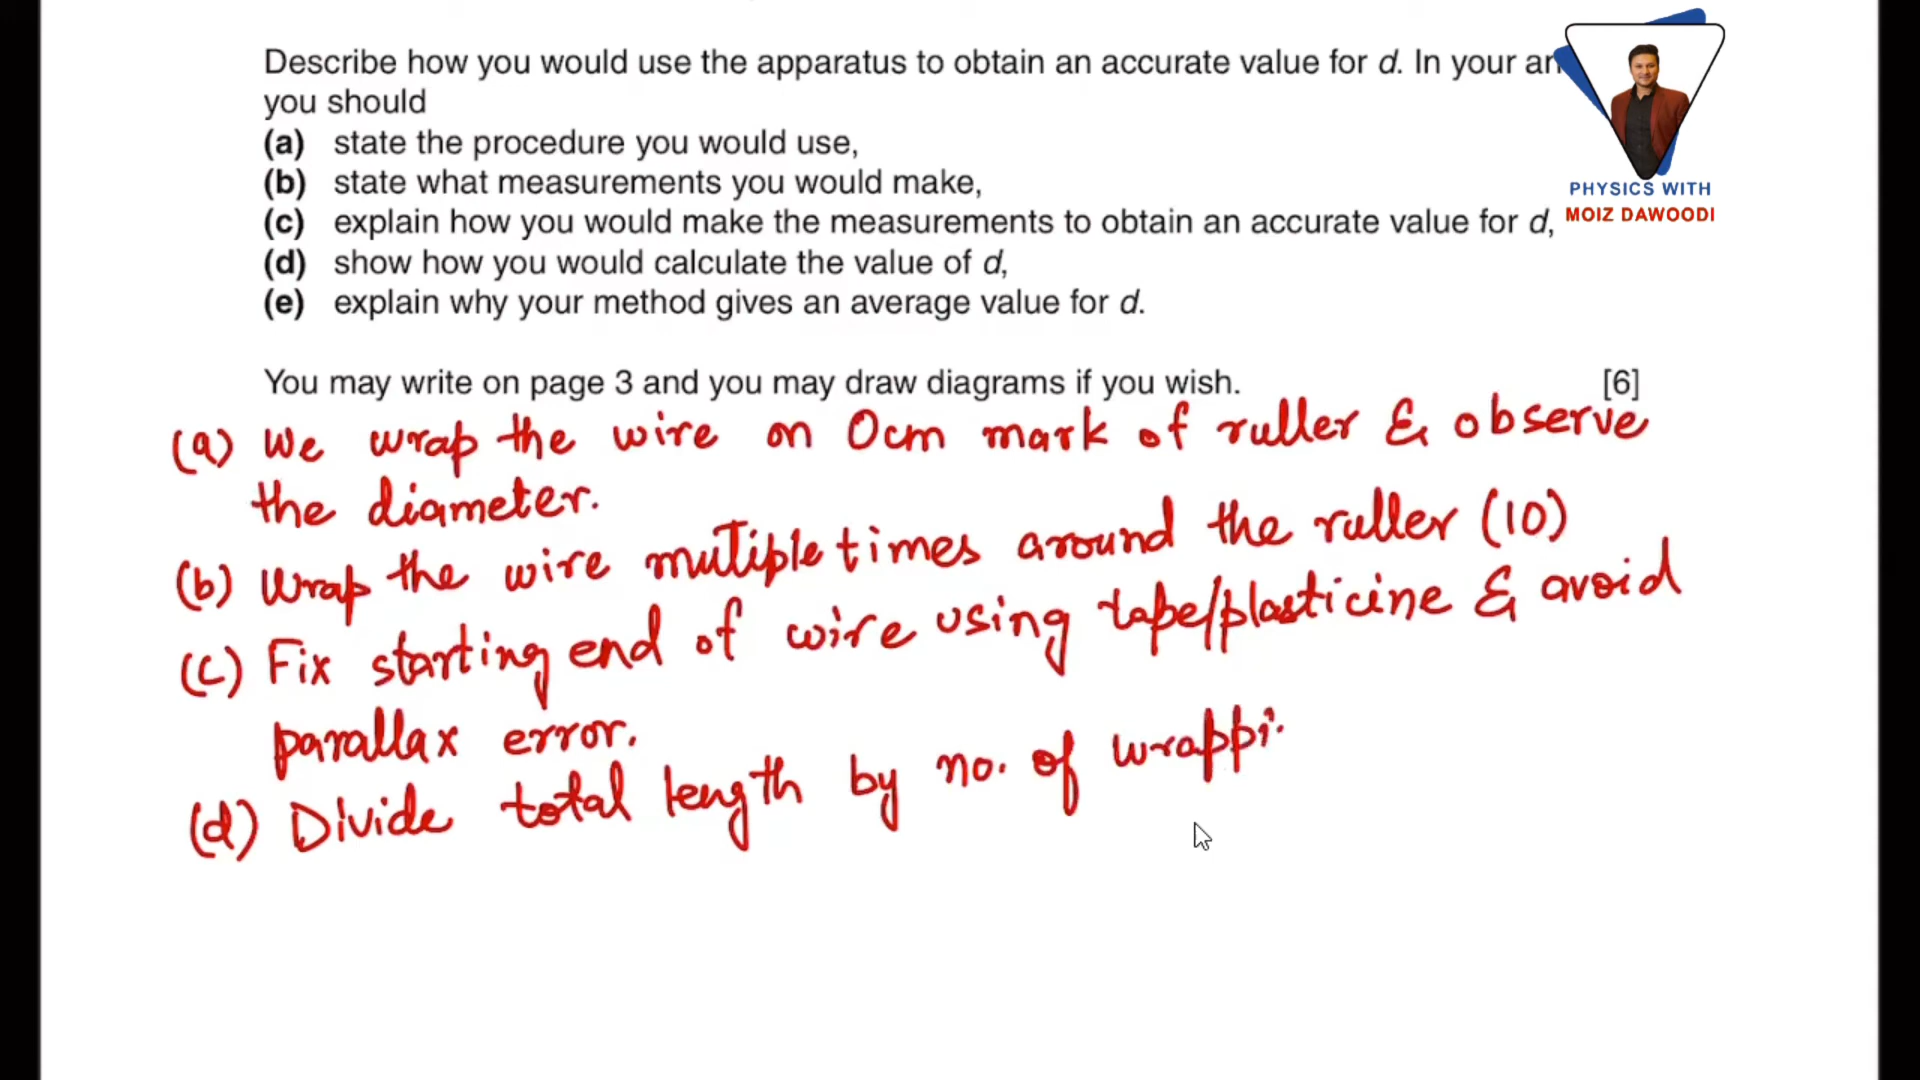 Describe how you would use the apparatus to obtain an accurate value for d. In your an
you should
(a) state the procedure you would use,
(b) state what measurements you would make,
(c) explain how you would make the measurements to obtain an accurate value for d,
(d) show how you would calculate the value of d,
(e) explain why your method gives an average value for d.
PHYSICS WITH
MOIZ DAWOODI
You may write on page 3 and you may draw diagrams if you wish. [6]
(a) We wrap the wire on 0cm mark of ruller & observe
the diameter.
(b) Wrap the wire mutiple times around the ruller (10)
(c) Fix starting end of wire using tape/plasticine & avoid
parallax error.
(d) Divide total length by no. of wrappi